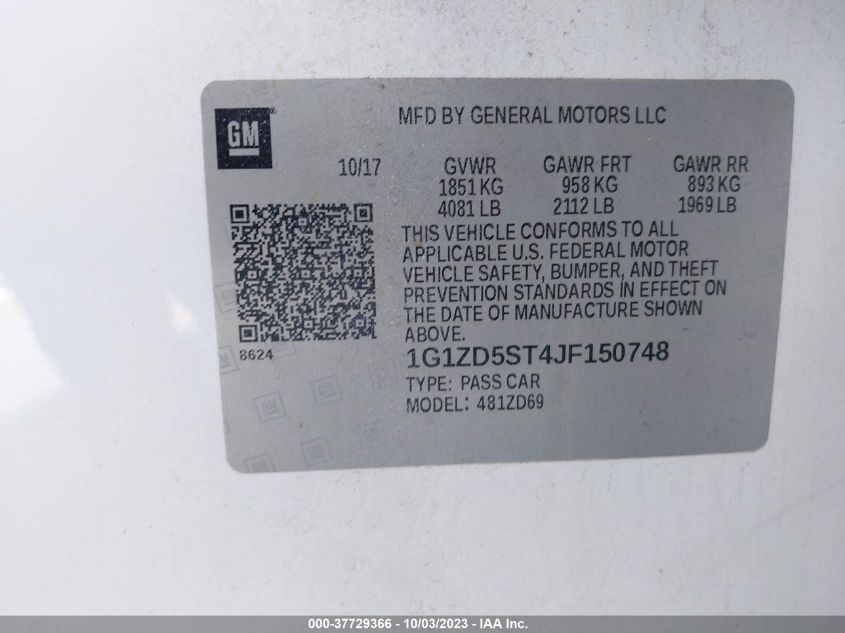 GM®
MFD BY GENERAL MOTORS LLC
10/17 GVWR GAWR FRT GAWR RR
1851 KG 958 KG 893 KG
4081 LB 2112 LB 1969 LB
THIS VEHICLE CONFORMS TO ALL
APPLICABLE U.S. FEDERAL MOTOR
VEHICLE SAFETY, BUMPER, AND THEFT
PREVENTION STANDARDS IN EFFECT ON
THE DATE OF MANUFACTURE SHOWN
ABOVE.
8624
1G1ZD5ST4JF150748
TYPE: PASS CAR
MODEL: 481ZD69
000-37729366 - 10/03/2023 - IAA Inc.